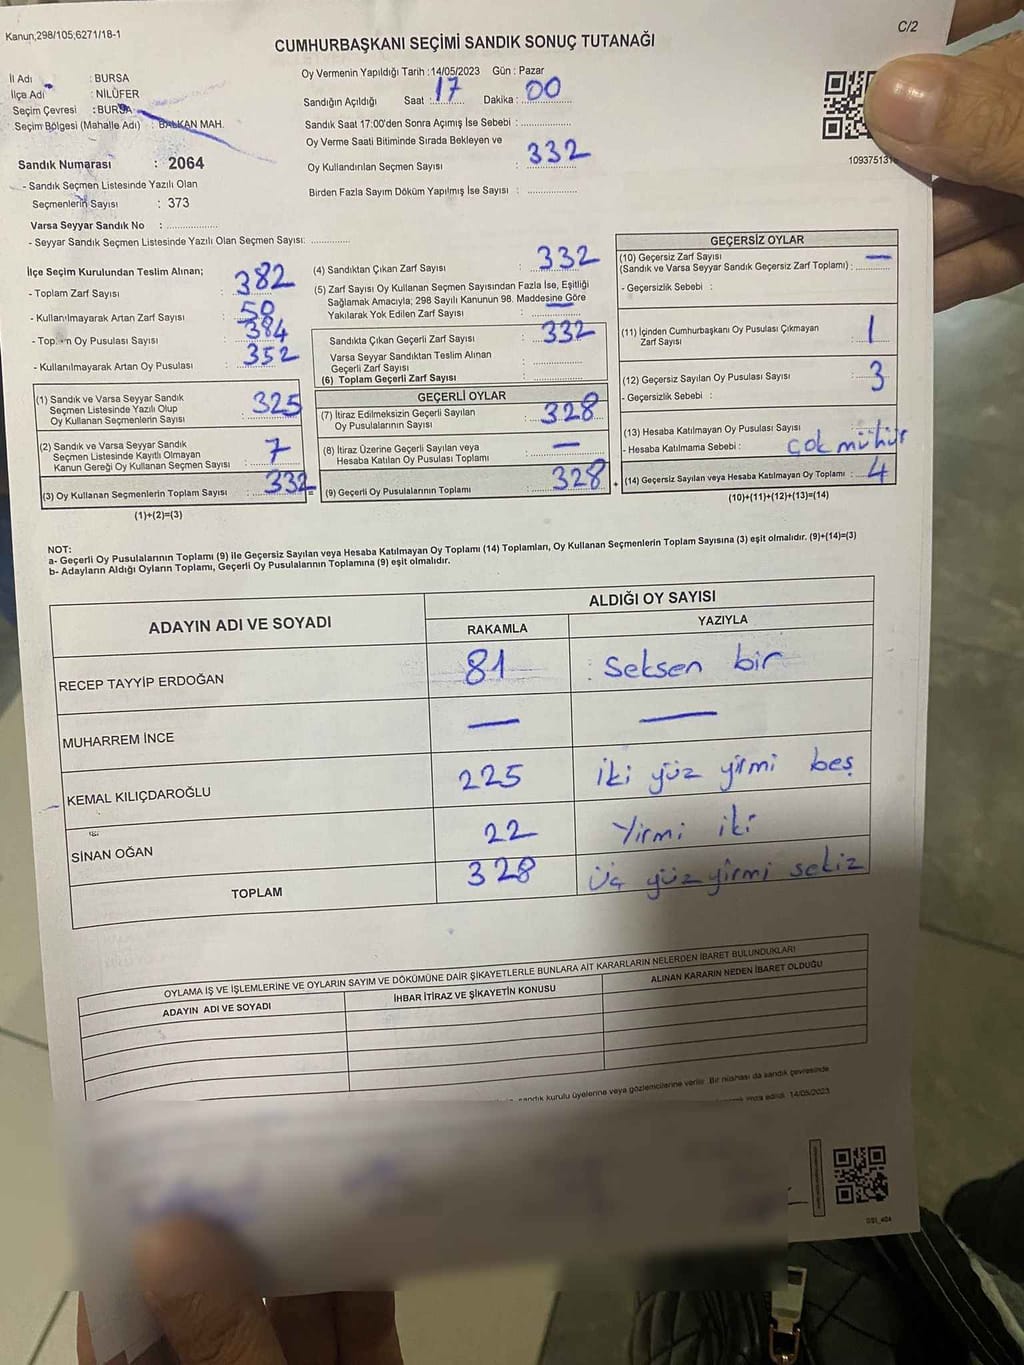 Kanun,298/105;6271/18-1
C/2
CUMHURBAŞKANI SEÇİMİ SANDIK SONUÇ TUTANAĞI
İl Adı : BURSA
İlçe Adı : NİLÜFER
Seçim Çevresi : BURSA
Seçim Bölgesi (Mahalle Adı) : BALKAN MAH.
Sandık Numarası : 2064
- Sandık Seçmen Listesinde Yazılı Olan
Seçmenlerin Sayısı : 373
Varsa Seyyar Sandık No :
- Seyyar Sandık Seçmen Listesinde Yazılı Olan Seçmen Sayısı:
Oy Vermenin Yapıldığı Tarih :14/05/2023 Gün : Pazar
Sandığın Açıldığı Saat : 17 Dakika : 00
Sandık Saat 17:00'den Sonra Açımış İse Sebebi :
Oy Verme Saati Bitiminde Sırada Bekleyen ve
Oy Kullandırılan Seçmen Sayısı : 332
Birden Fazla Sayım Döküm Yapılmış İse Sayısı :
İlçe Seçim Kurulundan Teslim Alınan;
- Toplam Zarf Sayısı : 382
- Kullanılmayarak Artan Zarf Sayısı : 50
- Oy Pusulası Sayısı : 384
- Kullanılmayarak Artan Oy Pusulası : 352
(1) Sandık ve Varsa Seyyar Sandık
Seçmen Listesinde Yazılı Olup
Oy Kullanan Seçmenlerin Sayısı : 325
(2) Sandık ve Varsa Seyyar Sandık
Seçmen Listesinde Kayıtlı Olmayan
Kanun Gereği Oy Kullanan Seçmen Sayısı : 7
(3) Oy Kullanan Seçmenlerin Toplam Sayısı : 332 =
(1)+(2)=(3)
(4) Sandıktan Çıkan Zarf Sayısı : 332
(5) Zarf Sayısı Oy Kullanan Seçmen Sayısından Fazla İse, Eşitliği
Sağlamak Amacıyla; 298 Sayılı Kanunun 98. Maddesine Göre
Yakılarak Yok Edilen Zarf Sayısı : —
Sandıkta Çıkan Geçerli Zarf Sayısı : 332
Varsa Seyyar Sandıktan Teslim Alınan
Geçerli Zarf Sayısı :
(6) Toplam Geçerli Zarf Sayısı :
GEÇERLİ OYLAR
(7) İtiraz Edilmeksizin Geçerli Sayılan
Oy Pusulasının Sayısı : 328
(8) İtiraz Üzerine Geçerli Sayılan veya
Hesaba Katılan Oy Pusulası Toplamı : —
(9) Geçerli Oy Pusulalarının Toplamı : 328 +
GEÇERSİZ OYLAR
(10) Geçersiz Zarf Sayısı
(Sandık ve Varsa Seyyar Sandık Geçersiz Zarf Toplamı) : —
- Geçersizlik Sebebi :
(11) İçinden Cumhurbaşkanı Oy Pusulası Çıkmayan
Zarf Sayısı : 1
(12) Geçersiz Sayılan Oy Pusulası Sayısı : 3
- Geçersizlik Sebebi :
(13) Hesaba Katılmayan Oy Pusulası Sayısı :
- Hesaba Katılmama Sebebi : çok mühür
(14) Geçersiz Sayılan veya Hesaba Katılmayan Oy Toplamı : 4
(10)+(11)+(12)+(13)=(14)
NOT:
a- Geçerli Oy Pusulalarının Toplamı (9) ile Geçersiz Sayılan veya Hesaba Katılmayan Oy Toplamı (14) Toplamları, Oy Kullanan Seçmenlerin Toplam Sayısına (3) eşit olmalıdır. (9)+(14)=(3)
b- Adayların Aldığı Oyların Toplamı, Geçerli Oy Pusulalarının Toplamına (9) eşit olmalıdır.
ADAYIN ADI VE SOYADI
ALDIĞI OY SAYISI
RAKAMLA YAZIYLA
RECEP TAYYİP ERDOĞAN 81 seksen bir
MUHARREM İNCE — —
KEMAL KILIÇDAROĞLU 225 iki yüz yirmi beş
SİNAN OĞAN 22 Yirmi iki
TOPLAM 328 Üç yüz yirmi sekiz
OYLAMA İŞ VE İŞLEMLERİNE VE OYLARIN SAYIM VE DÖKÜMÜNE DAİR ŞİKAYETLERLE BUNLARA AİT KARARLARIN NELERDEN İBARET BULUNDUKLARI
ADAYIN ADI VE SOYADI İHBAR İTİRAZ VE ŞİKAYETİN KONUSU ALINAN KARARIN NEDEN İBARET OLDUĞU
sandık kurulu üyelerine veya gözlemcilerine verilir. Bir nüshası da sandık çevresinde
edildi. 14/05/2023